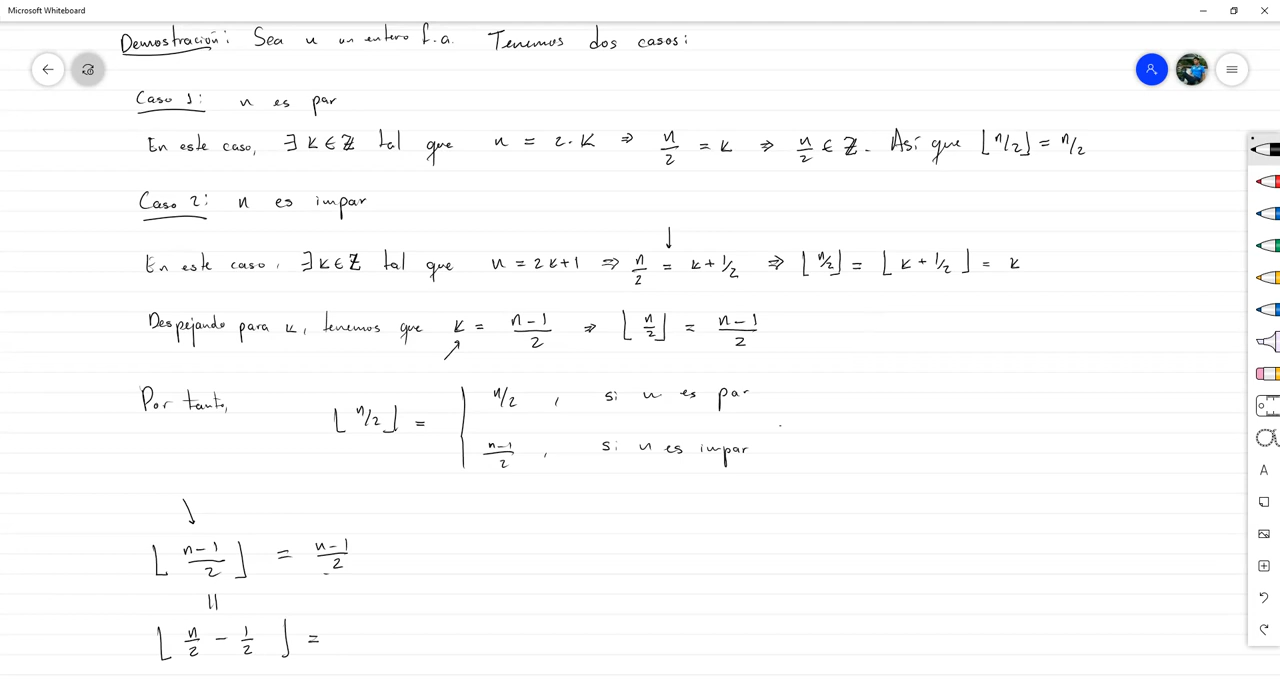 Microsoft Whiteboard
Demostración: Sea n un entero f.a. Tenemos dos casos:
Caso 1: n es par
En este caso, ∃ k ∈ ℤ tal que n = 2·k ⇒ n/2 = k ⇒ n/2 ∈ ℤ. Así que ⌊n/2⌋ = n/2
Caso 2: n es impar
En este caso, ∃ k ∈ ℤ tal que n = 2k+1 ⇒ n/2 = k + 1/2 ⇒ ⌊n/2⌋ = ⌊k + 1/2⌋ = k
Despejando para k, tenemos que k = (n-1)/2 ⇒ ⌊n/2⌋ = (n-1)/2
Por tanto, ⌊n/2⌋ = n/2 , si n es par
(n-1)/2 , si n es impar
⌊(n-1)/2⌋ = (n-1)/2
=
⌊n/2 - 1/2⌋ =
A